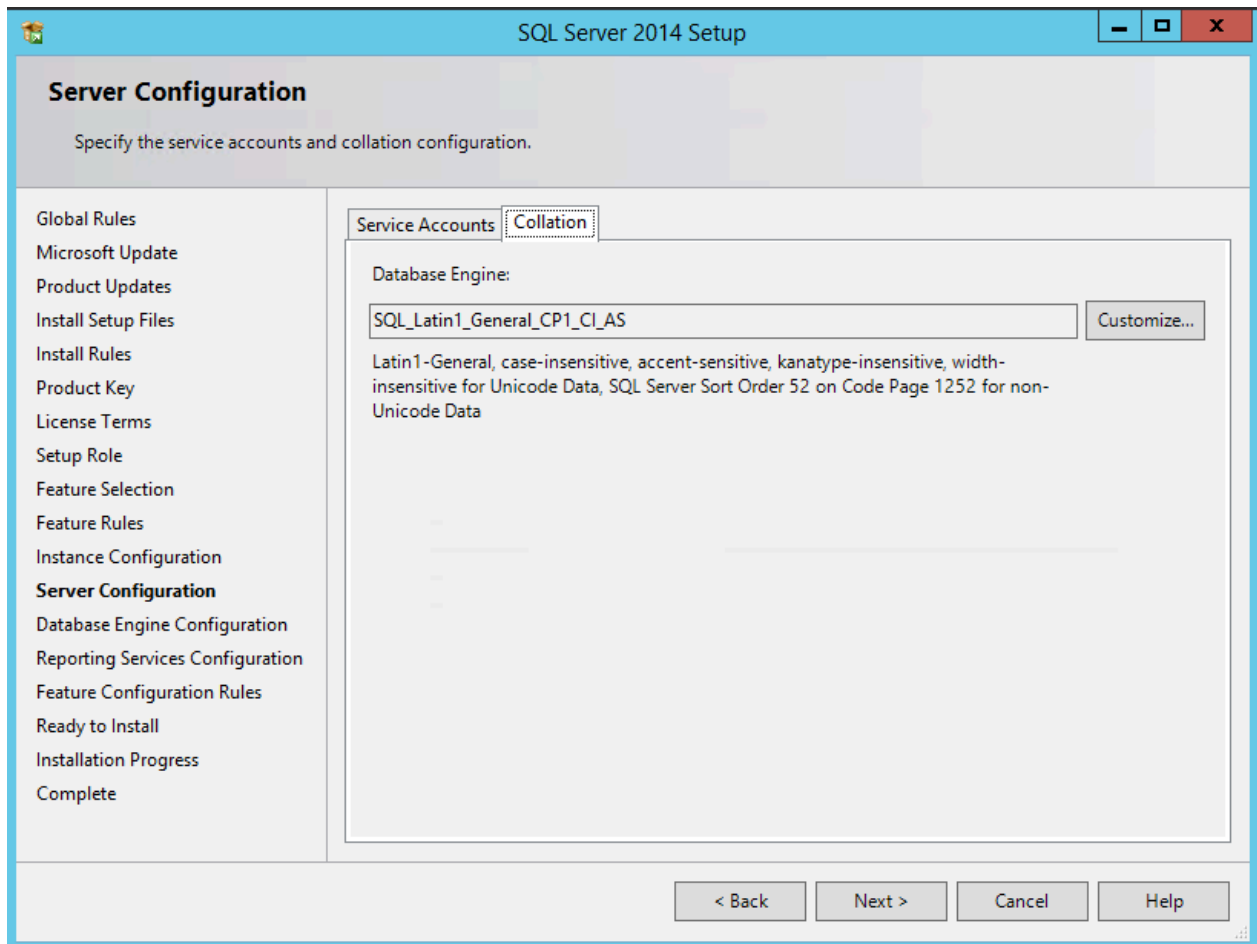 SQL Server 2014 Setup
Server Configuration
Specify the service accounts and collation configuration.
Global Rules
Microsoft Update
Product Updates
Install Setup Files
Install Rules
Product Key
License Terms
Setup Role
Feature Selection
Feature Rules
Instance Configuration
Server Configuration
Database Engine Configuration
Reporting Services Configuration
Feature Configuration Rules
Ready to Install
Installation Progress
Complete
Service Accounts
Collation
Database Engine:
SQL_Latin1_General_CP1_CI_AS
Customize...
Latin1-General, case-insensitive, accent-sensitive, kanatype-insensitive, width-
insensitive for Unicode Data, SQL Server Sort Order 52 on Code Page 1252 for non-
Unicode Data
< Back
Next >
Cancel
Help